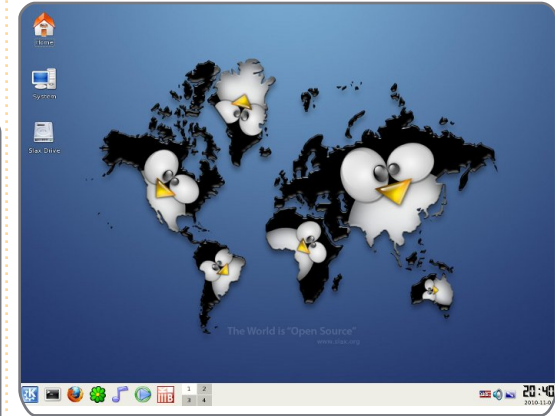 Home
System
Slax Drive
The World is "Open Source"
www.slax.org
1 2
3 4
20:40